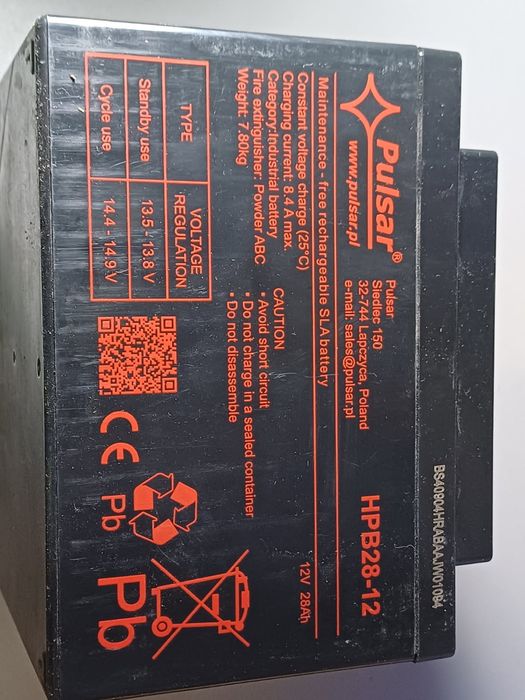 Pulsar®
www.pulsar.pl
Pulsar
Siedlec 150
32-744 Lapczyca, Poland
e-mail: sales@pulsar.pl
HPB28-12
12V 28Ah
Maintenance - free rechargeable SLA battery
Constant voltage charge (25°C)
Charging current: 8.4 A max.
Category:Industrial battery
Fire extinguisher: Powder ABC
Weight: 7,80kg
CAUTION
• Avoid short circuit
• Do not charge in a sealed container
• Do not disassemble
TYPE VOLTAGE REGULATION
Standby use 13.5 - 13.8 V
Cycle use 14.4 - 14.9 V
CE
Pb
Pb
BS40904HRABAAJW01094